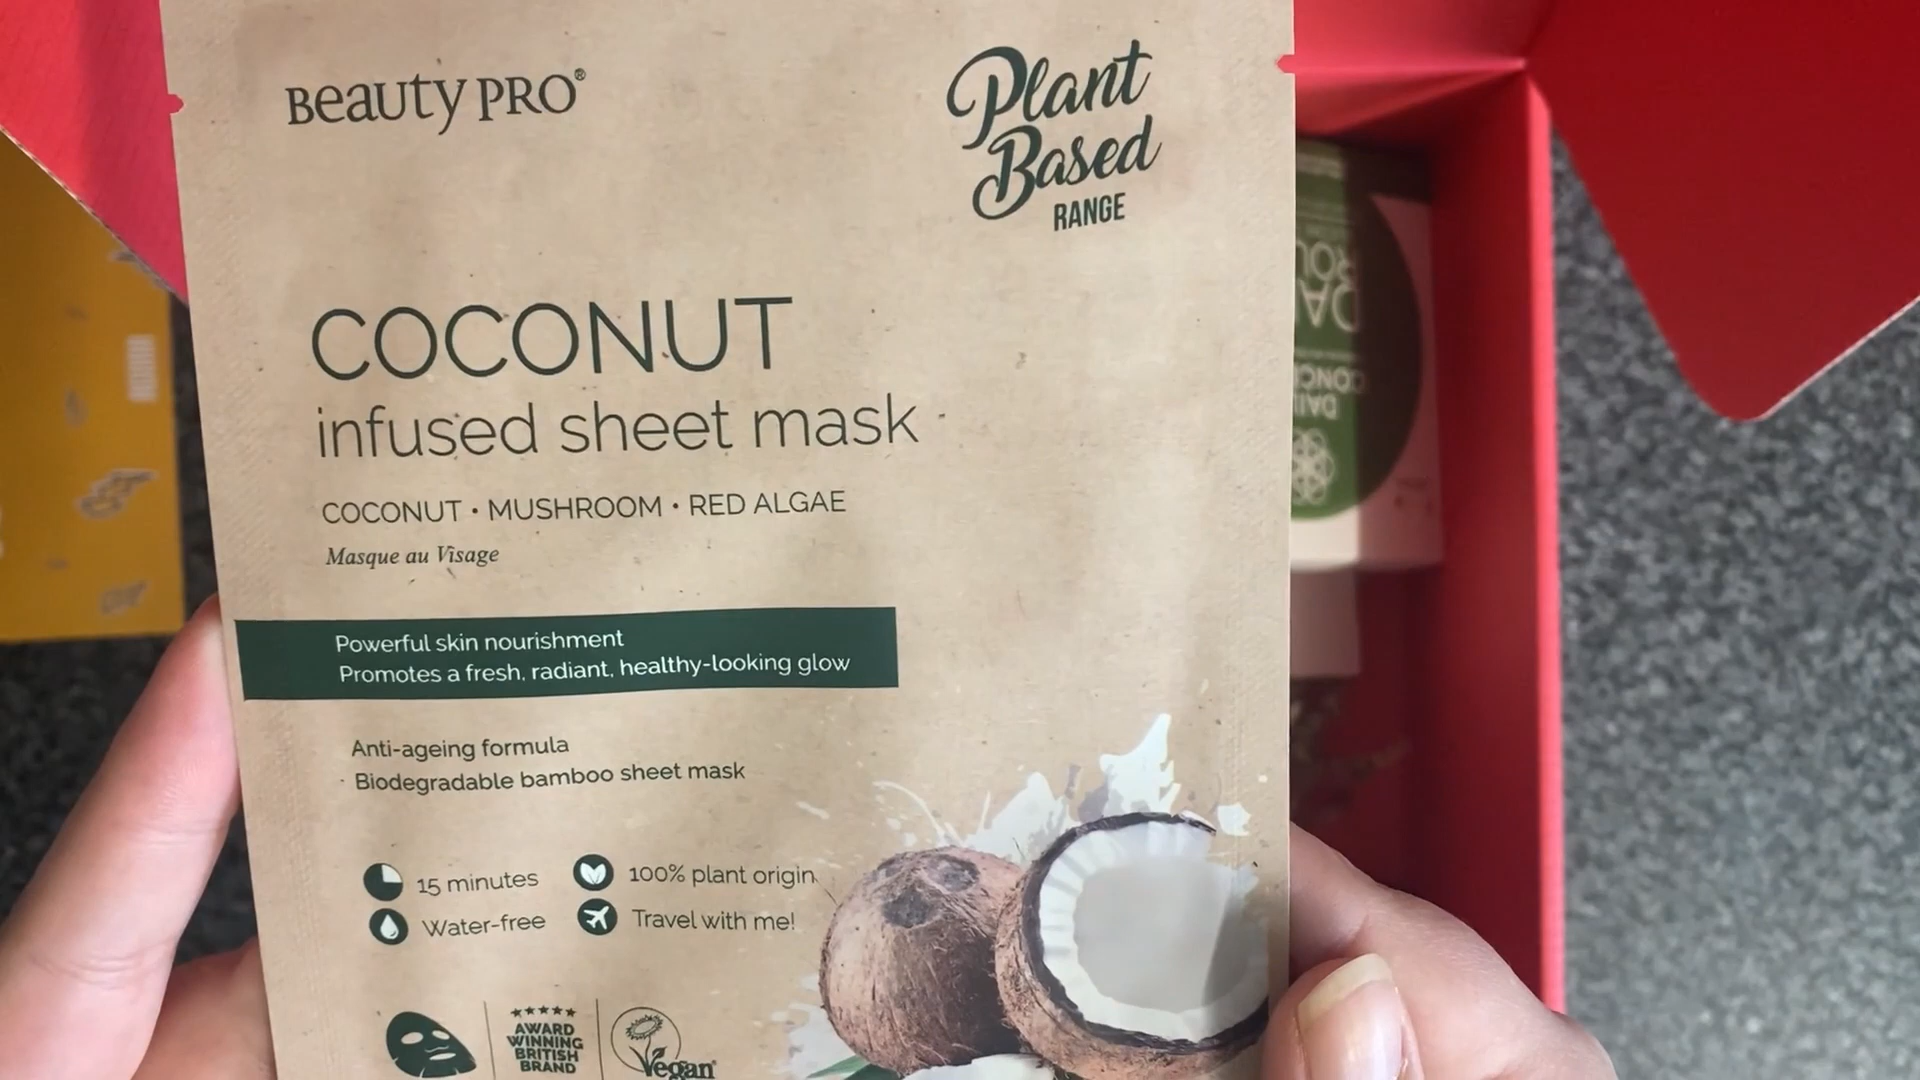 BeautyPRO®
Plant
Based
RANGE
COCONUT
infused sheet mask
COCONUT • MUSHROOM • RED ALGAE
Masque au Visage
Powerful skin nourishment
Promotes a fresh, radiant, healthy-looking glow
Anti-ageing formula
Biodegradable bamboo sheet mask
15 minutes
100% plant origin
Water-free
Travel with me!
AWARD
WINNING
BRITISH
BRAND
Vegan